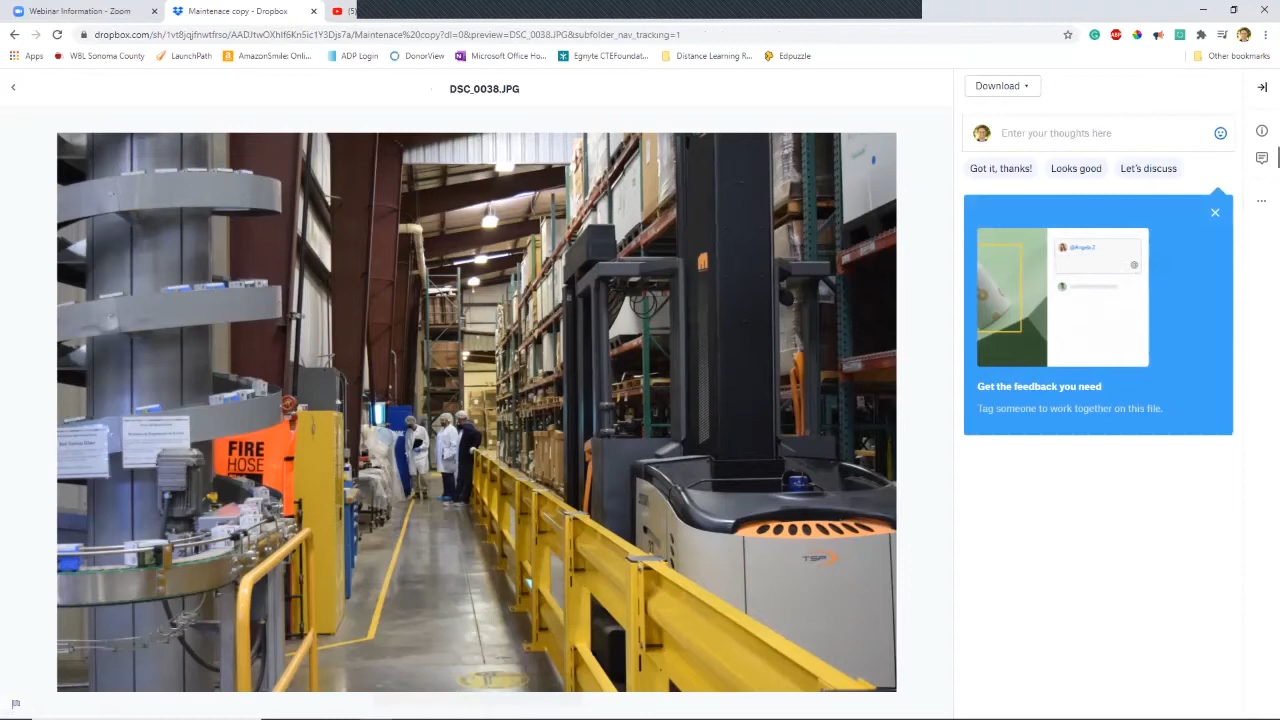 Webinar Information - Zoom
Maintenace copy - Dropbox
(5)
dropbox.com/sh/1vt8jqjfnwtfrso/AADJtwOXhIf6Kn5ic1Y3Djs7a/Maintenace%20copy?dl=0&preview=DSC_0038.JPG&subfolder_nav_tracking=1
Apps
WBL Sonoma County
LaunchPath
AmazonSmile: Onli...
ADP Login
DonorView
Microsoft Office Ho...
Egnyte CTEFoundat...
Distance Learning R...
Edpuzzle
Other bookmarks
DSC_0038.JPG
Download
Enter your thoughts here
Got it, thanks!
Looks good
Let's discuss
@Angela Z
@
Get the feedback you need
Tag someone to work together on this file.
FIRE
HOSE
TSP